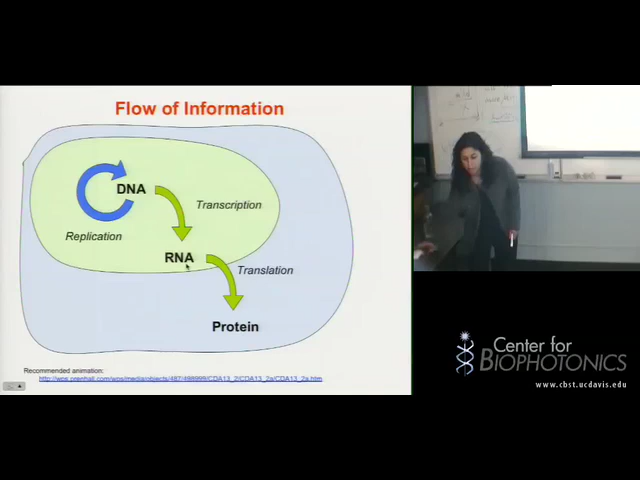 Flow of Information
DNA
Transcription
Replication
RNA
Translation
Protein
Recommended animation:
Center for
BIOPHOTONICS
www.cbst.ucdavis.edu